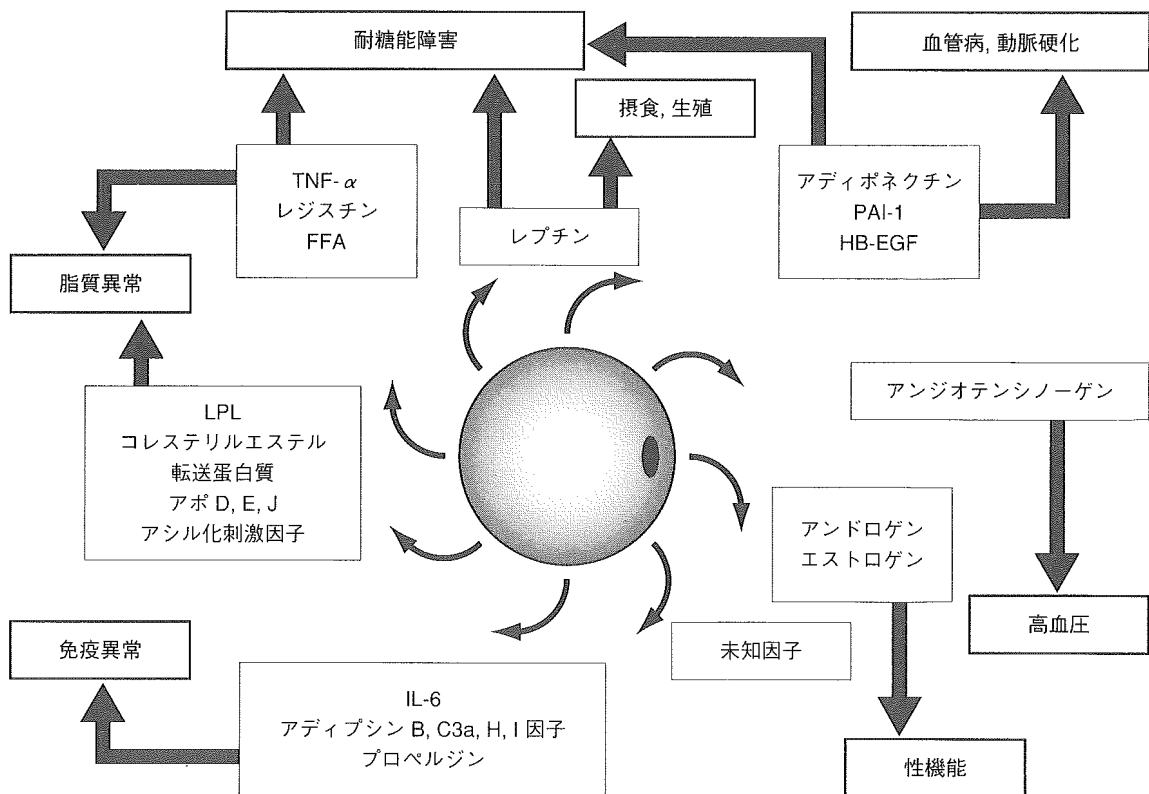 耐糖能障害
血管病, 動脈硬化
摂食, 生殖
TNF-α
レジスチン
FFA
レプチン
アディポネクチン
PAI-1
HB-EGF
脂質異常
LPL
コレステリルエステル
転送蛋白質
アポ D, E, J
アシル化刺激因子
アンジオテンシノーゲン
アンドロゲン
エストロゲン
高血圧
免疫異常
未知因子
IL-6
アディプシン B, C3a, H, I 因子
プロペルジン
性機能